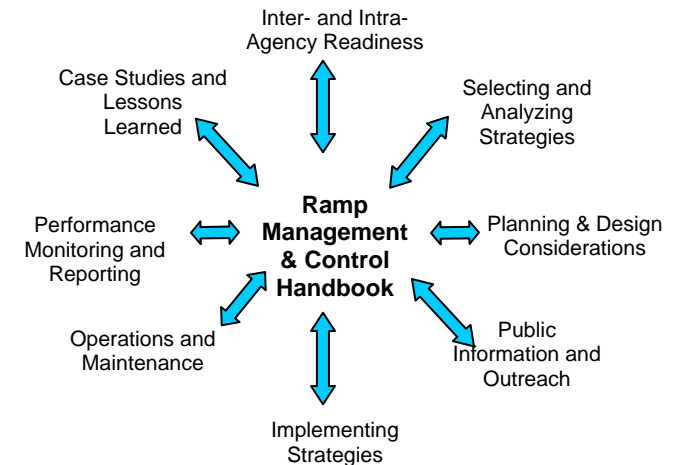 Inter- and Intra-
Agency Readiness
Case Studies and
Lessons
Learned
Selecting and
Analyzing
Strategies
Ramp
Management
& Control
Handbook
Performance
Monitoring and
Reporting
Planning & Design
Considerations
Operations and
Maintenance
Public
Information and
Outreach
Implementing
Strategies